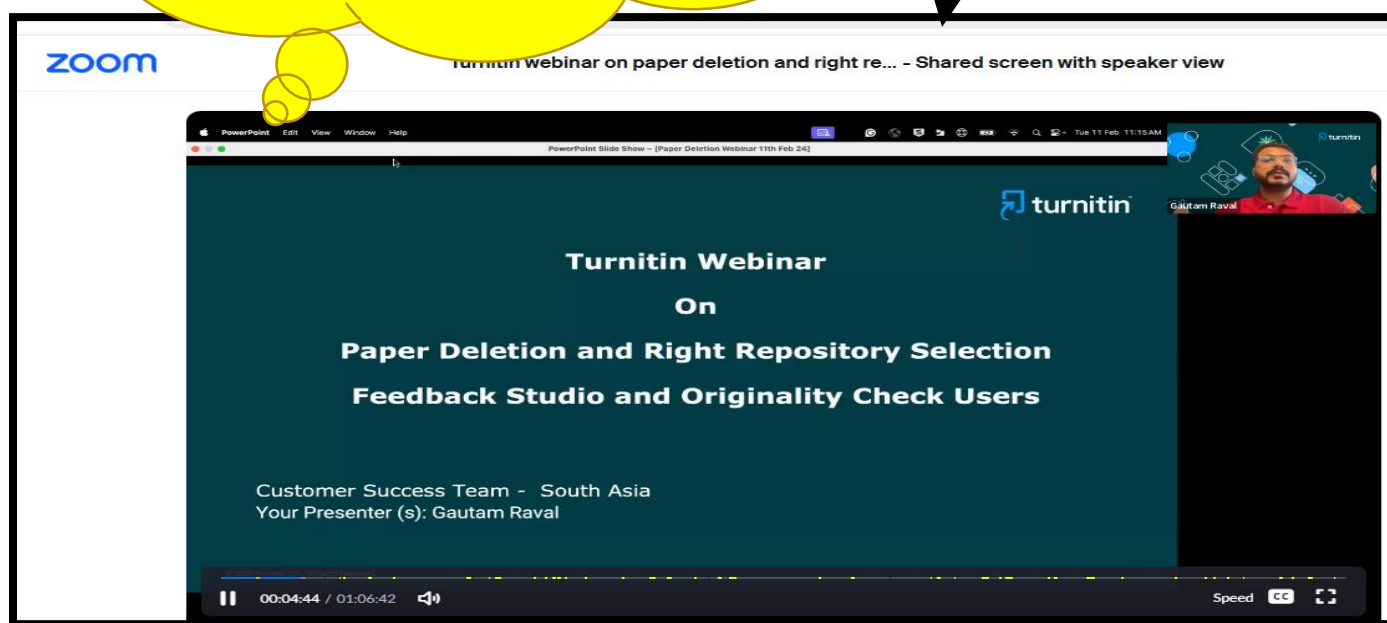 zoom
Turnitin webinar on paper deletion and right re... - Shared screen with speaker view
PowerPoint Edit View Window Help
Tue 11 Feb 11:15 AM
PowerPoint Slide Show – [Paper Deletion Webinar 11th Feb 24]
turnitin
turnitin
Gautam Raval
Turnitin Webinar
On
Paper Deletion and Right Repository Selection
Feedback Studio and Originality Check Users
Customer Success Team - South Asia
Your Presenter (s): Gautam Raval
00:04:44 / 01:06:42
Speed CC